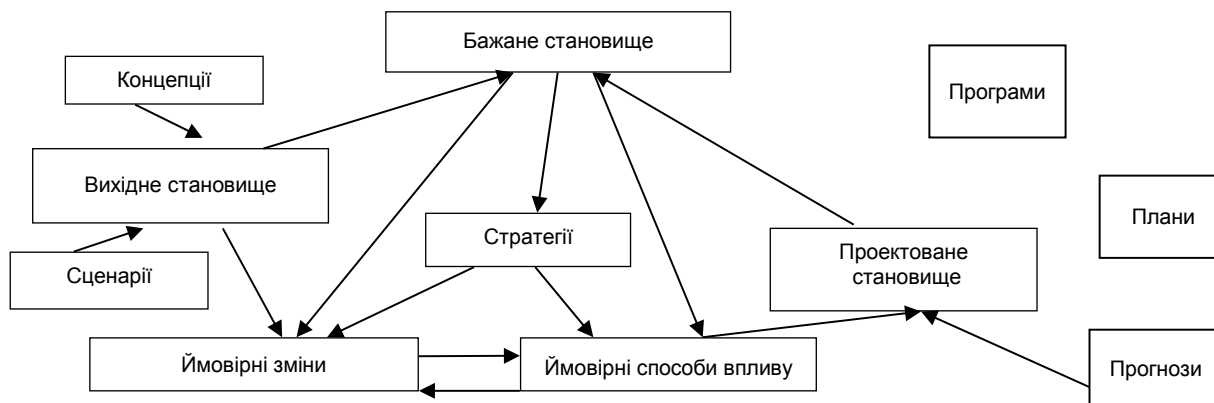 Бажане становище
Концепції
Програми
Вихідне становище
Стратегії
Плани
Сценарії
Проектоване
становище
Ймовірні зміни
Ймовірні способи впливу
Прогнози